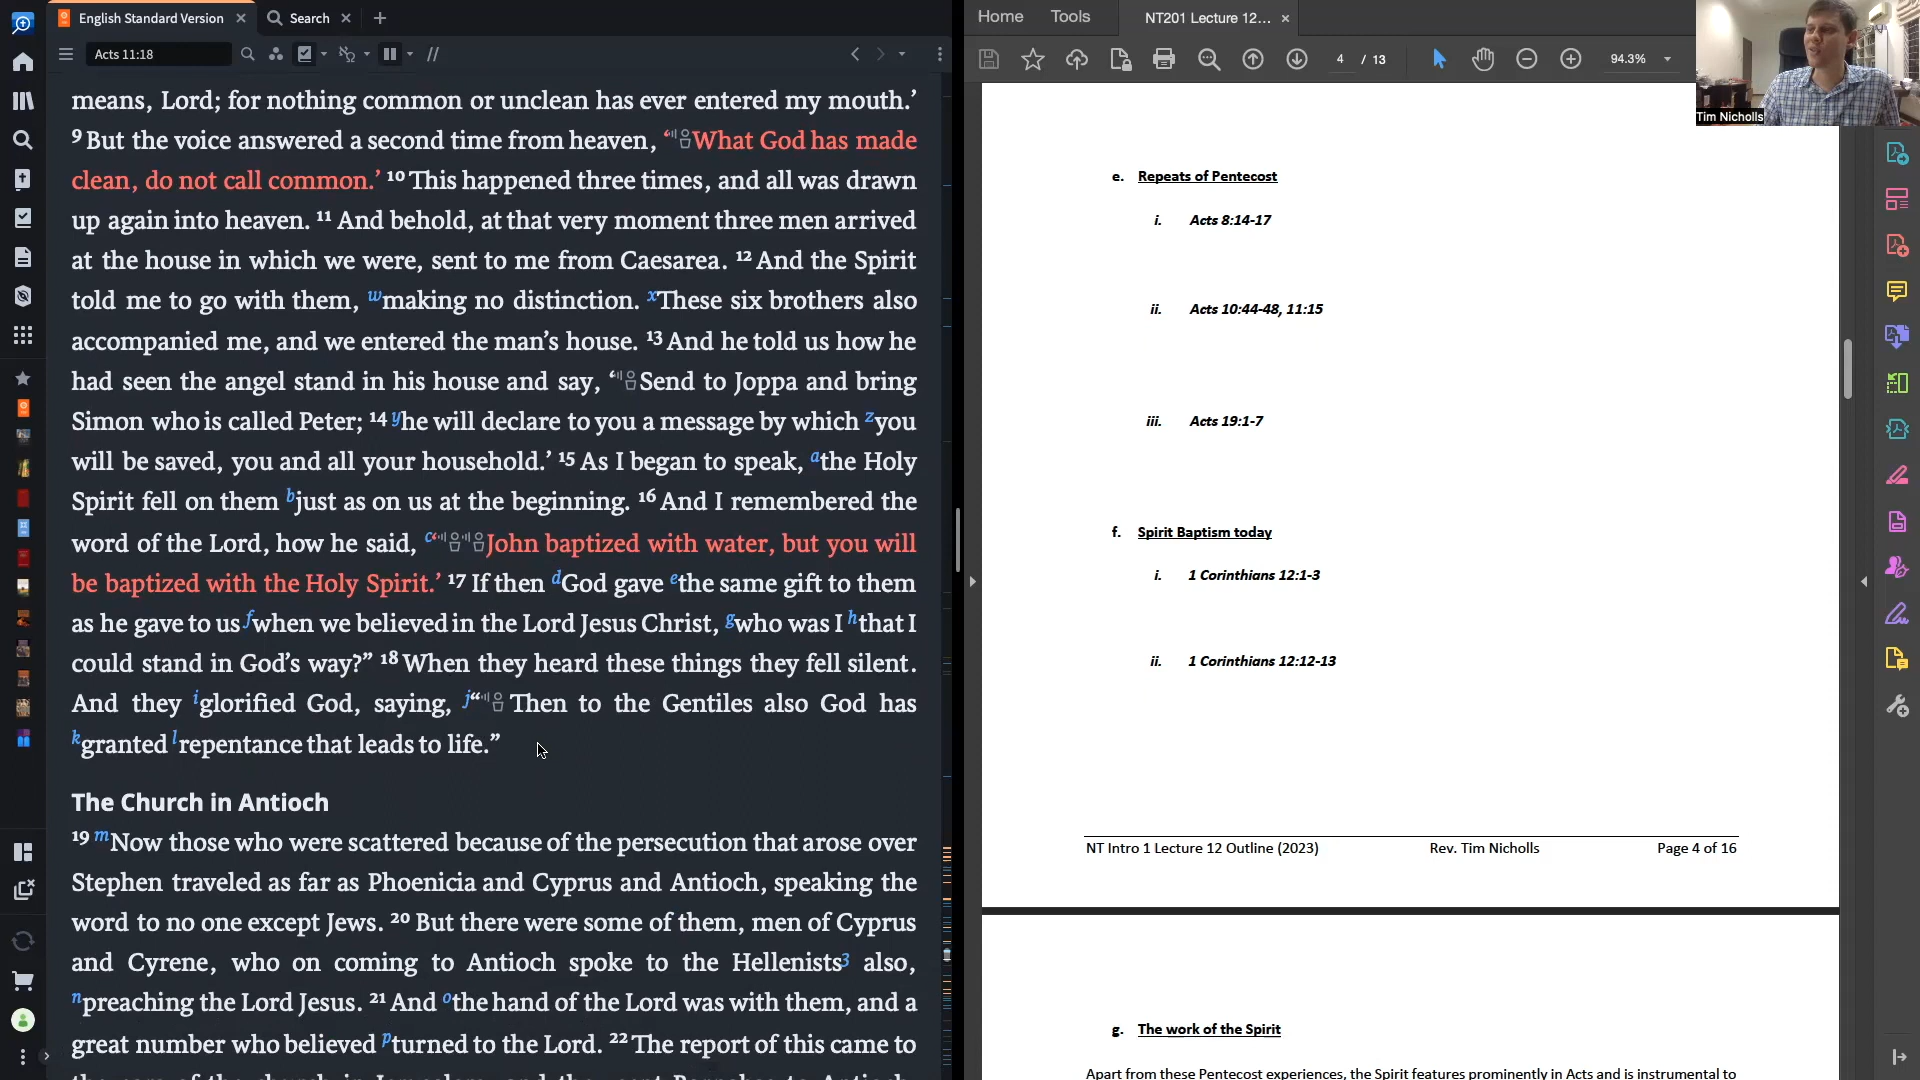 English Standard Version
Search
Acts 11:18
means, Lord; for nothing common or unclean has ever entered my mouth.’
9 But the voice answered a second time from heaven, ‘What God has made
clean, do not call common.’ 10 This happened three times, and all was drawn
up again into heaven. 11 And behold, at that very moment three men arrived
at the house in which we were, sent to me from Caesarea. 12 And the Spirit
told me to go with them, w making no distinction. x These six brothers also
accompanied me, and we entered the man’s house. 13 And he told us how he
had seen the angel stand in his house and say, ‘Send to Joppa and bring
Simon who is called Peter; 14 y he will declare to you a message by which z you
will be saved, you and all your household.’ 15 As I began to speak, a the Holy
Spirit fell on them b just as on us at the beginning. 16 And I remembered the
word of the Lord, how he said, c ‘John baptized with water, but you will
be baptized with the Holy Spirit.’ 17 If then d God gave e the same gift to them
as he gave to us f when we believed in the Lord Jesus Christ, g who was I h that I
could stand in God’s way?” 18 When they heard these things they fell silent.
And they i glorified God, saying, j “Then to the Gentiles also God has
k granted l repentance that leads to life.”
The Church in Antioch
19 m Now those who were scattered because of the persecution that arose over
Stephen traveled as far as Phoenicia and Cyprus and Antioch, speaking the
word to no one except Jews. 20 But there were some of them, men of Cyprus
and Cyrene, who on coming to Antioch spoke to the Hellenists 3 also,
n preaching the Lord Jesus. 21 And o the hand of the Lord was with them, and a
great number who believed p turned to the Lord. 22 The report of this came to
Home
Tools
NT201 Lecture 12...
4 / 13
94.3%
Tim Nicholls
e. Repeats of Pentecost
i. Acts 8:14-17
ii. Acts 10:44-48, 11:15
iii. Acts 19:1-7
f. Spirit Baptism today
i. 1 Corinthians 12:1-3
ii. 1 Corinthians 12:12-13
NT Intro 1 Lecture 12 Outline (2023) Rev. Tim Nicholls Page 4 of 16
g. The work of the Spirit
Apart from these Pentecost experiences, the Spirit features prominently in Acts and is instrumental to